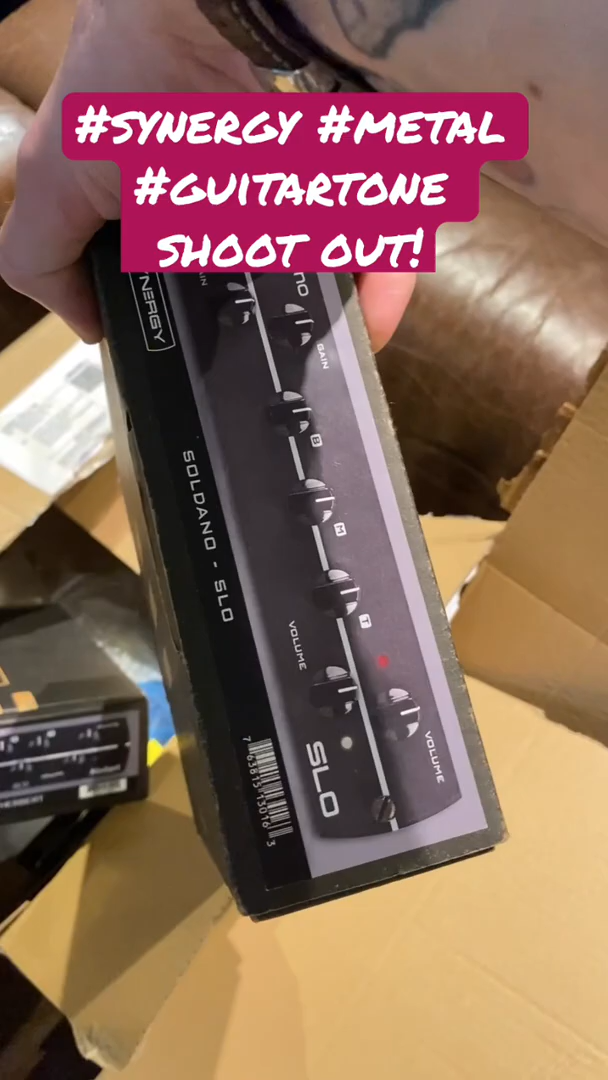 #SYNERGY #METAL
#GUITARTONE
SHOOT OUT!
SYNERGY
GAIN
B
M
T
SOLDANO - SLO
VOLUME
VOLUME
SLO